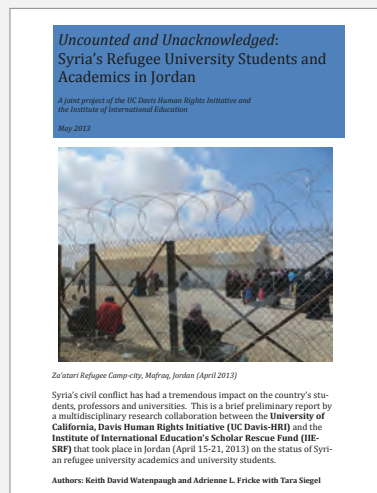 Uncounted and Unacknowledged:
Syria's Refugee University Students and
Academics in Jordan
A joint project of the UC Davis Human Rights Initiative and
the Institute of International Education
May 2013
Za'atari Refugee Camp-city, Mafraq, Jordan (April 2013)
Syria's civil conflict has had a tremendous impact on the country's stu-
dents, professors and universities. This is a brief preliminary report by
a multidisciplinary research collaboration between the University of
California, Davis Human Rights Initiative (UC Davis-HRI) and the
Institute of International Education's Scholar Rescue Fund (IIE-
SRF) that took place in Jordan (April 15-21, 2013) on the status of Syri-
an refugee university academics and university students.
Authors: Keith David Watenpaugh and Adrienne L. Fricke with Tara Siegel